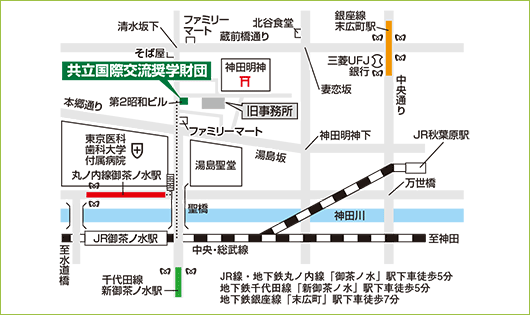 清水坂下
ファミリー
マート
北谷食堂
蔵前橋通り
銀座線
末広町駅
そば屋
共立国際交流奨学財団
神田明神
三菱UFJ
銀行
妻恋坂
中央通り
本郷通り
第2昭和ビル
旧事務所
ファミリーマート
神田明神下
JR秋葉原駅
東京医科
歯科大学
付属病院
湯島聖堂
湯島坂
丸ノ内線御茶ノ水駅
聖橋
万世橋
神田川
JR御茶ノ水駅
中央・総武線
至神田
至水道橋
千代田線
新御茶ノ水駅
JR線・地下鉄丸ノ内線「御茶ノ水」駅下車徒歩5分
地下鉄千代田線「新御茶ノ水」駅下車徒歩5分
地下鉄銀座線「末広町」駅下車徒歩7分